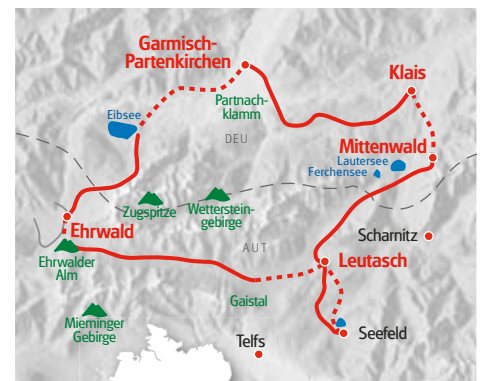 Garmisch-
Partenkirchen
Klais
Partnach-
klamm
Eibsee
DEU
Mittenwald
Lautersee
Ferchensee
Zugspitze
Wetterstein-
gebirge
Ehrwald
Scharnitz
AUT
Ehrwalder
Alm
Leutasch
Gaistal
Mieminger
Gebirge
Seefeld
Telfs